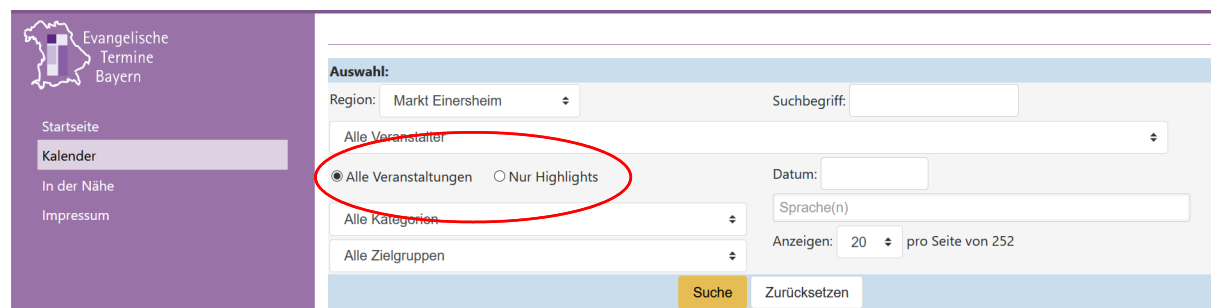 Evangelische
Termine
Bayern
Startseite
Kalender
In der Nähe
Impressum
Auswahl:
Region: Markt Einersheim
Suchbegriff:
Alle Veranstalter
Alle Veranstaltungen Nur Highlights
Datum:
Alle Kategorien
Sprache(n)
Alle Zielgruppen
Anzeigen: 20 pro Seite von 252
Suche Zurücksetzen